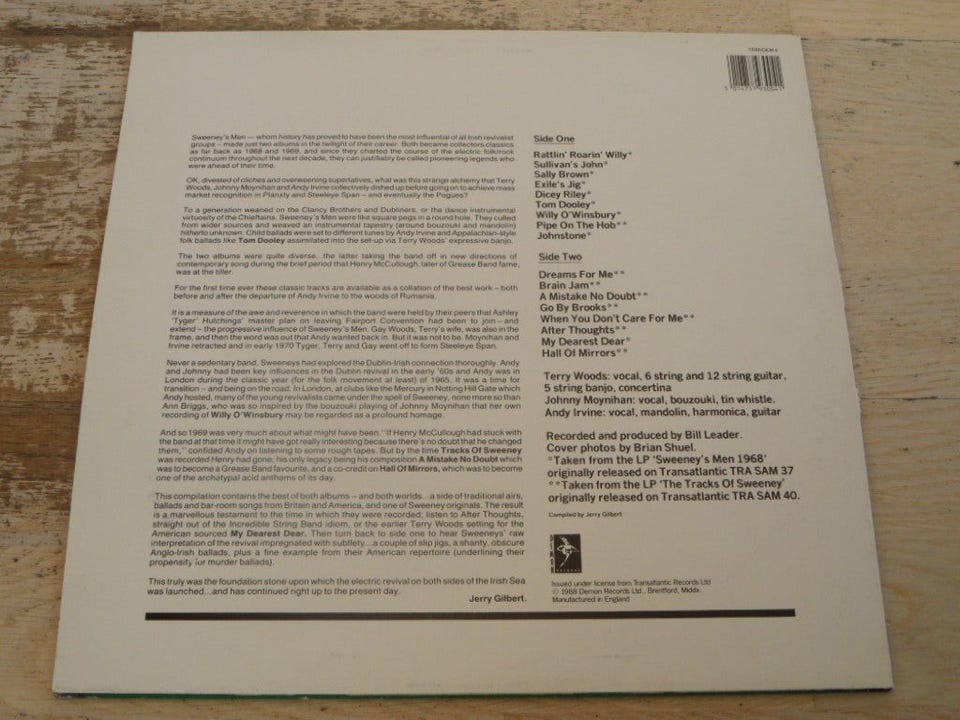 TRANDEM 4
Sweeney's Men — whom history has proved to have been the most influential of all Irish revivalist
groups – made just two albums in the twilight of their career. Both became collectors classics
as far back as 1968 and 1969, and since they charted the course of the electric folk/rock
continuum throughout the next decade, they can justifiably be called pioneering legends who
were ahead of their time.
OK, divested of cliches and overweening superlatives, what was this strange alchemy that Terry
Woods, Johnny Moynihan and Andy Irvine collectively dished up before going on to achieve mass
market recognition in Planxty and Steeleye Span – and eventually the Pogues?
To a generation weaned on the Clancy Brothers and Dubliners, or the dance instrumental
virtuosity of the Chieftains, Sweeney's Men were like square pegs in a round hole. They culled
from wider sources and weaved an instrumental tapestry (around bouzouki and mandolin)
hitherto unknown. Child ballads were set to different tunes by Andy Irvine and Appalachian-style
folk ballads like Tom Dooley assimilated into the set-up via Terry Woods' expressive banjo.
The two albums were quite diverse...the latter taking the band off in new directions of
contemporary song during the brief period that Henry McCullough, later of Grease Band fame,
was at the tiller.
For the first time ever these classic tracks are available as a collation of the best work – both
before and after the departure of Andy Irvine to the woods of Rumania.
It is a measure of the awe and reverence in which the band were held by their peers that Ashley
'Tyger' Hutchings' master plan on leaving Fairport Convention had been to join – and
extend – the progressive influence of Sweeney's Men. Gay Woods, Terry's wife, was also in the
frame, and then the word was out that Andy wanted back in. But it was not to be. Moynihan and
Irvine retracted and in early 1970 Tyger, Terry and Gay went off to form Steeleye Span.
Never a sedentary band, Sweeneys had explored the Dublin-Irish connection thoroughly. Andy
and Johnny had been key influences in the Dublin revival in the early '60s and Andy was in
London during the classic year (for the folk movement at least) of 1965. It was a time for
transition – and being on the road. In London, at clubs like the Mercury in Notting Hill Gate which
Andy hosted, many of the young revivalists came under the spell of Sweeney, none more so than
Ann Briggs, who was so inspired by the bouzouki playing of Johnny Moynihan that her own
recording of Willy O'Winsbury may be regarded as a profound homage.
And so 1969 was very much about what might have been. "If Henry McCullough had stuck with
the band at that time it might have got really interesting because there's no doubt that he changed
them," confided Andy on listening to some rough tapes. But by the time Tracks Of Sweeney
was recorded Henry had gone, his only legacy being his composition A Mistake No Doubt which
was to become a Grease Band favourite, and a co-credit on Hall Of Mirrors, which was to become
one of the archetypal acid anthems of its day.
This compilation contains the best of both albums – and both worlds...a side of traditional airs,
ballads and bar-room songs from Britain and America, and one of Sweeney originals. The result
is a marvellous testament to the time in which they were recorded; listen to After Thoughts,
straight out of the Incredible String Band idiom, or the earlier Terry Woods setting for the
American sourced My Dearest Dear. Then turn back to side one to hear Sweeneys' raw
interpretation of the revival impregnated with subtlety...a couple of slip jigs, a shanty, obscure
Anglo-Irish ballads, plus a fine example from their American repertoire (underlining their
propensity for murder ballads).
This truly was the foundation stone upon which the electric revival on both sides of the Irish Sea
was launched...and has continued right up to the present day.
Jerry Gilbert.
Side One
Rattlin' Roarin' Willy*
Sullivan's John*
Sally Brown*
Exile's Jig*
Dicey Riley*
Tom Dooley*
Willy O'Winsbury*
Pipe On The Hob**
Johnstone*
Side Two
Dreams For Me**
Brain Jam**
A Mistake No Doubt**
Go By Brooks**
When You Don't Care For Me**
After Thoughts**
My Dearest Dear*
Hall Of Mirrors**
Terry Woods: vocal, 6 string and 12 string guitar,
5 string banjo, concertina
Johnny Moynihan: vocal, bouzouki, tin whistle.
Andy Irvine: vocal, mandolin, harmonica, guitar
Recorded and produced by Bill Leader.
Cover photos by Brian Shuel.
*Taken from the LP 'Sweeney's Men 1968'
originally released on Transatlantic TRA SAM 37
**Taken from the LP 'The Tracks Of Sweeney'
originally released on Transatlantic TRA SAM 40.
Compiled by Jerry Gilbert
Issued under license from Transatlantic Records Ltd
© 1988 Demon Records Ltd., Brentford, Middx.
Manufactured in England